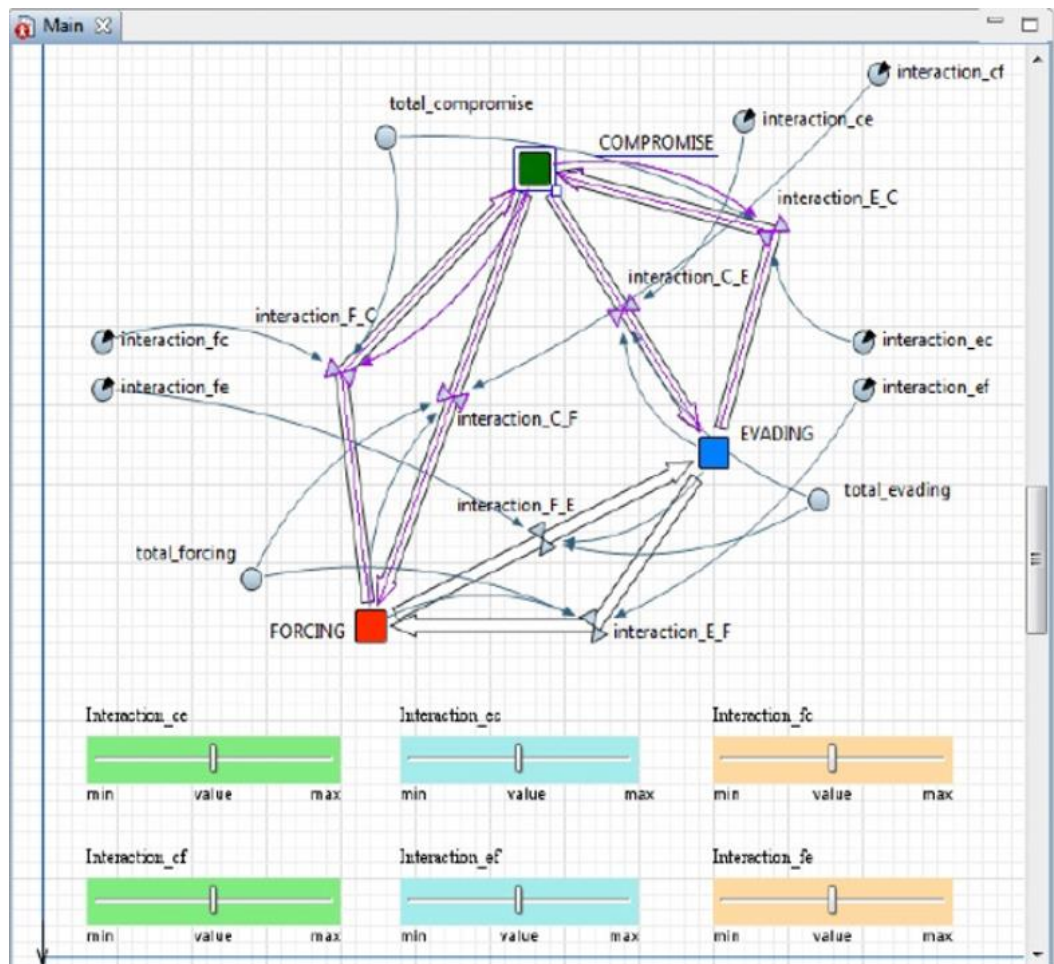 Main
interaction_cf
total_compromise
interaction_ce
COMPROMISE
interaction_E_C
interaction_C_E
interaction_F_C
interaction_fc
interaction_ec
interaction_fe
interaction_ef
interaction_C_F
EVADING
total_evading
interaction_F_E
total_forcing
FORCING
interaction_E_F
Interaction_ce Interaction_ec Interaction_fc
min value max min value max min value max
Interaction_cf Interaction_ef Interaction_fe
min value max min value max min value max